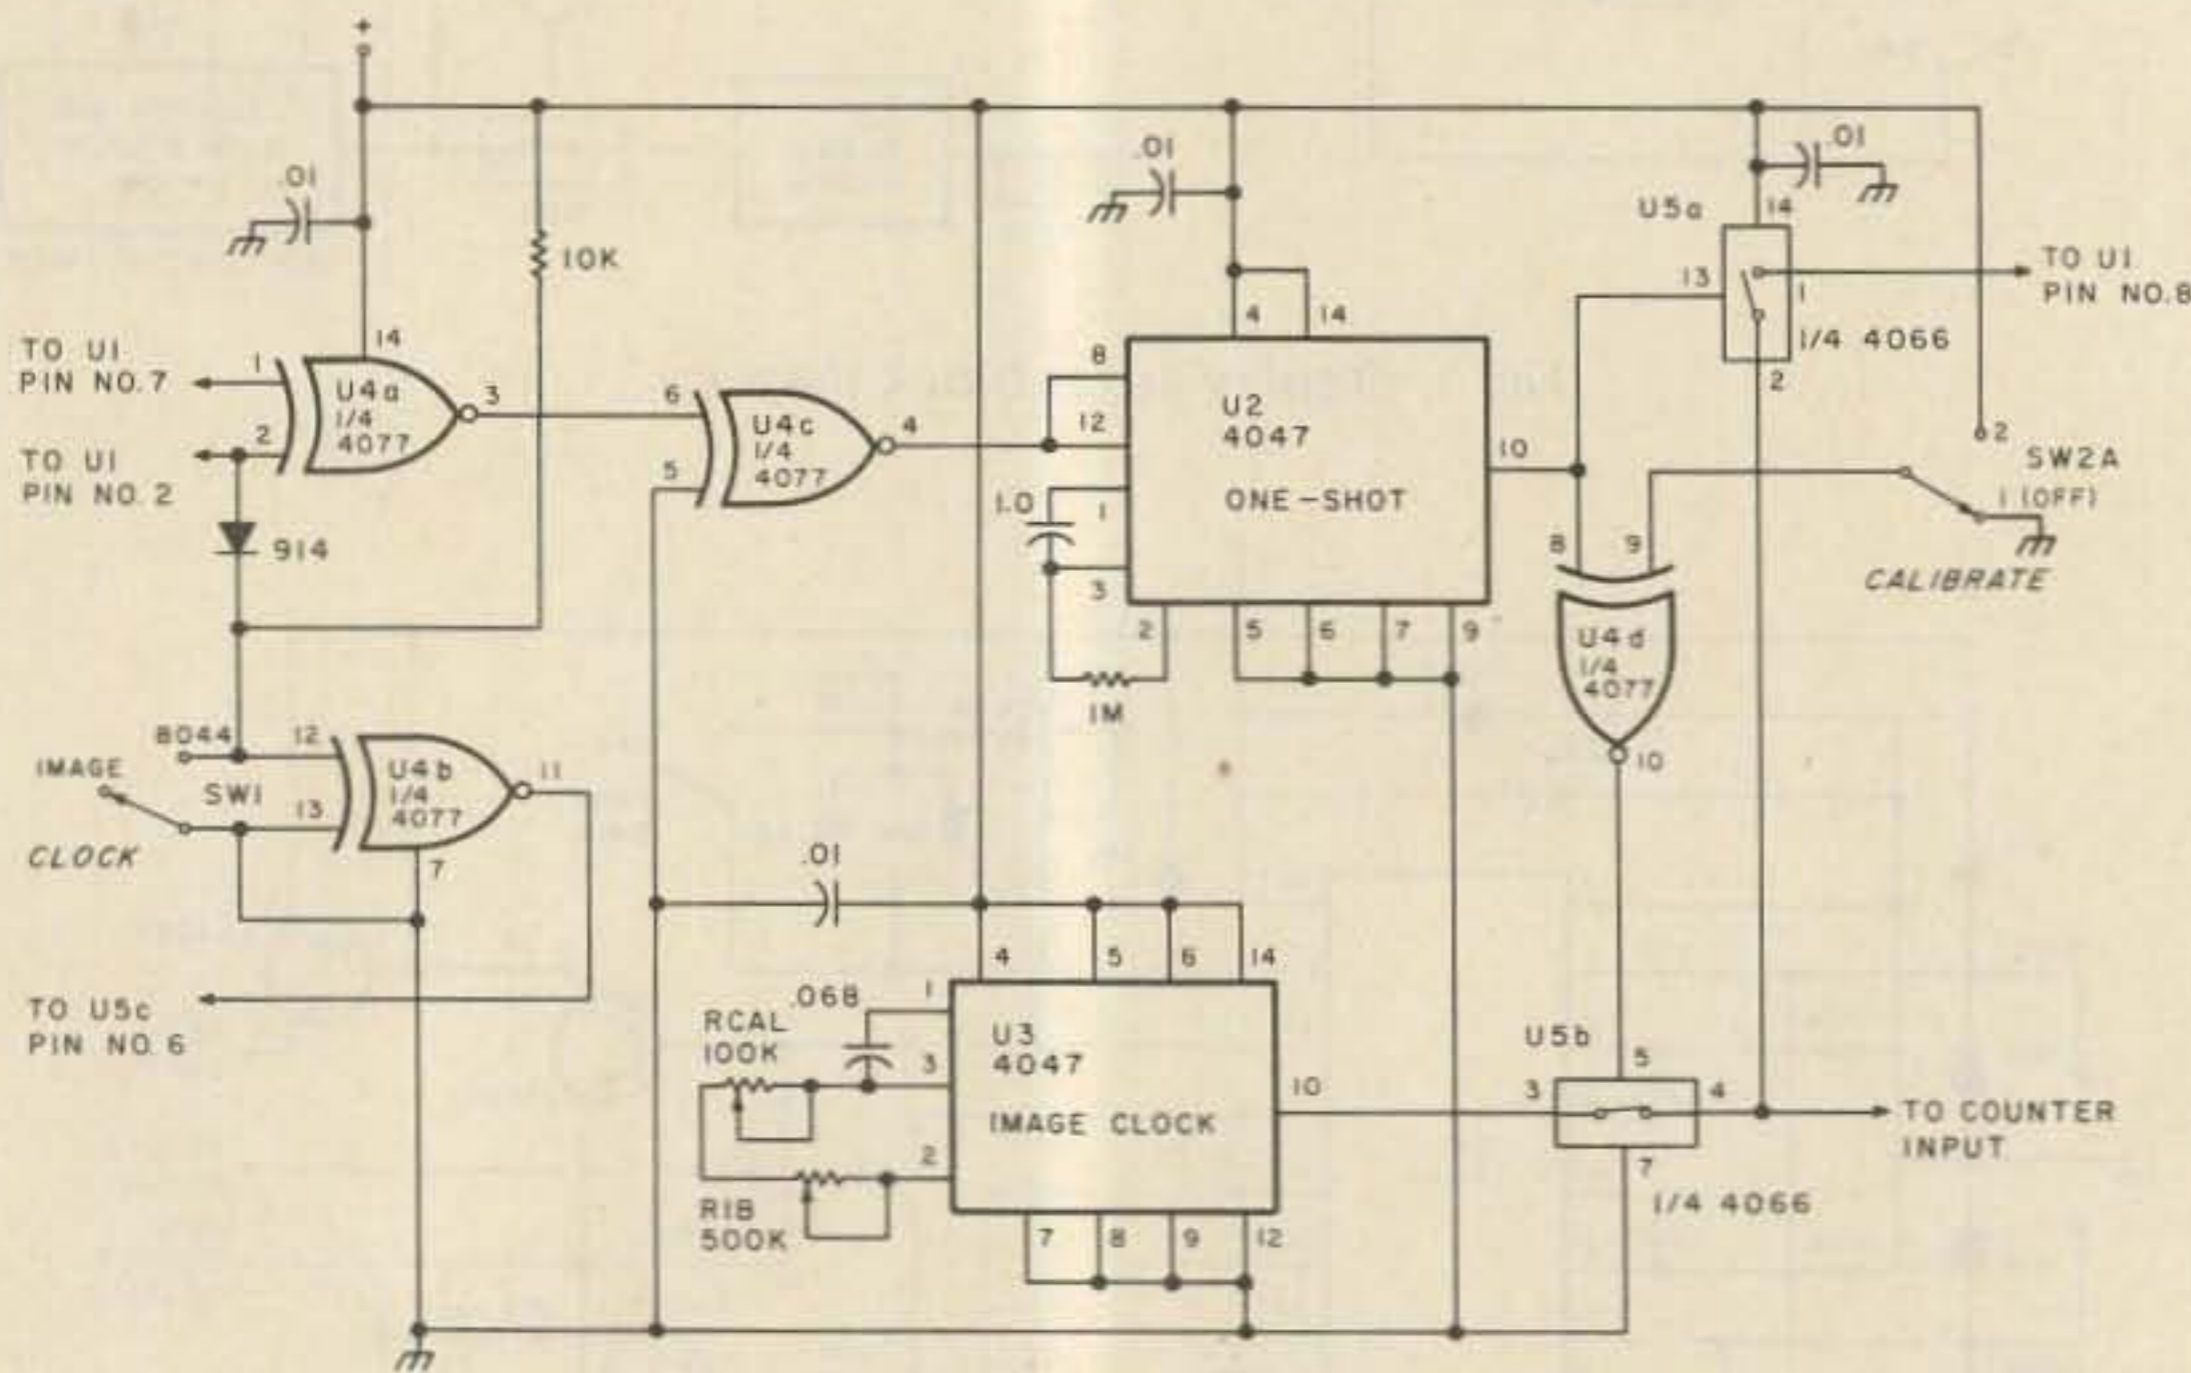 +
.01
10K
TO U1
PIN NO.7
TO U1
PIN NO.2
1
2
14
U4a
1/4
4077
3
914
8044
IMAGE
SW1
CLOCK
12
13
U4b
1/4
4077
11
7
TO U5c
PIN NO.6
6
5
U4c
1/4
4077
4
.01
4
14
8
12
1.0
1
3
U2
4047
ONE-SHOT
10
2
5
6
7
9
1M
.01
U5a
14
13
1
1/4 4066
2
TO U1
PIN NO.8
2
SW2A
1 (OFF)
CALIBRATE
8
9
U4d
1/4
4077
10
.01
4
5
6
14
.068
1
RCAL
100K
3
2
R1B
500K
U3
4047
IMAGE CLOCK
10
7
8
9
12
U5b
5
3
4
7
1/4 4066
TO COUNTER
INPUT